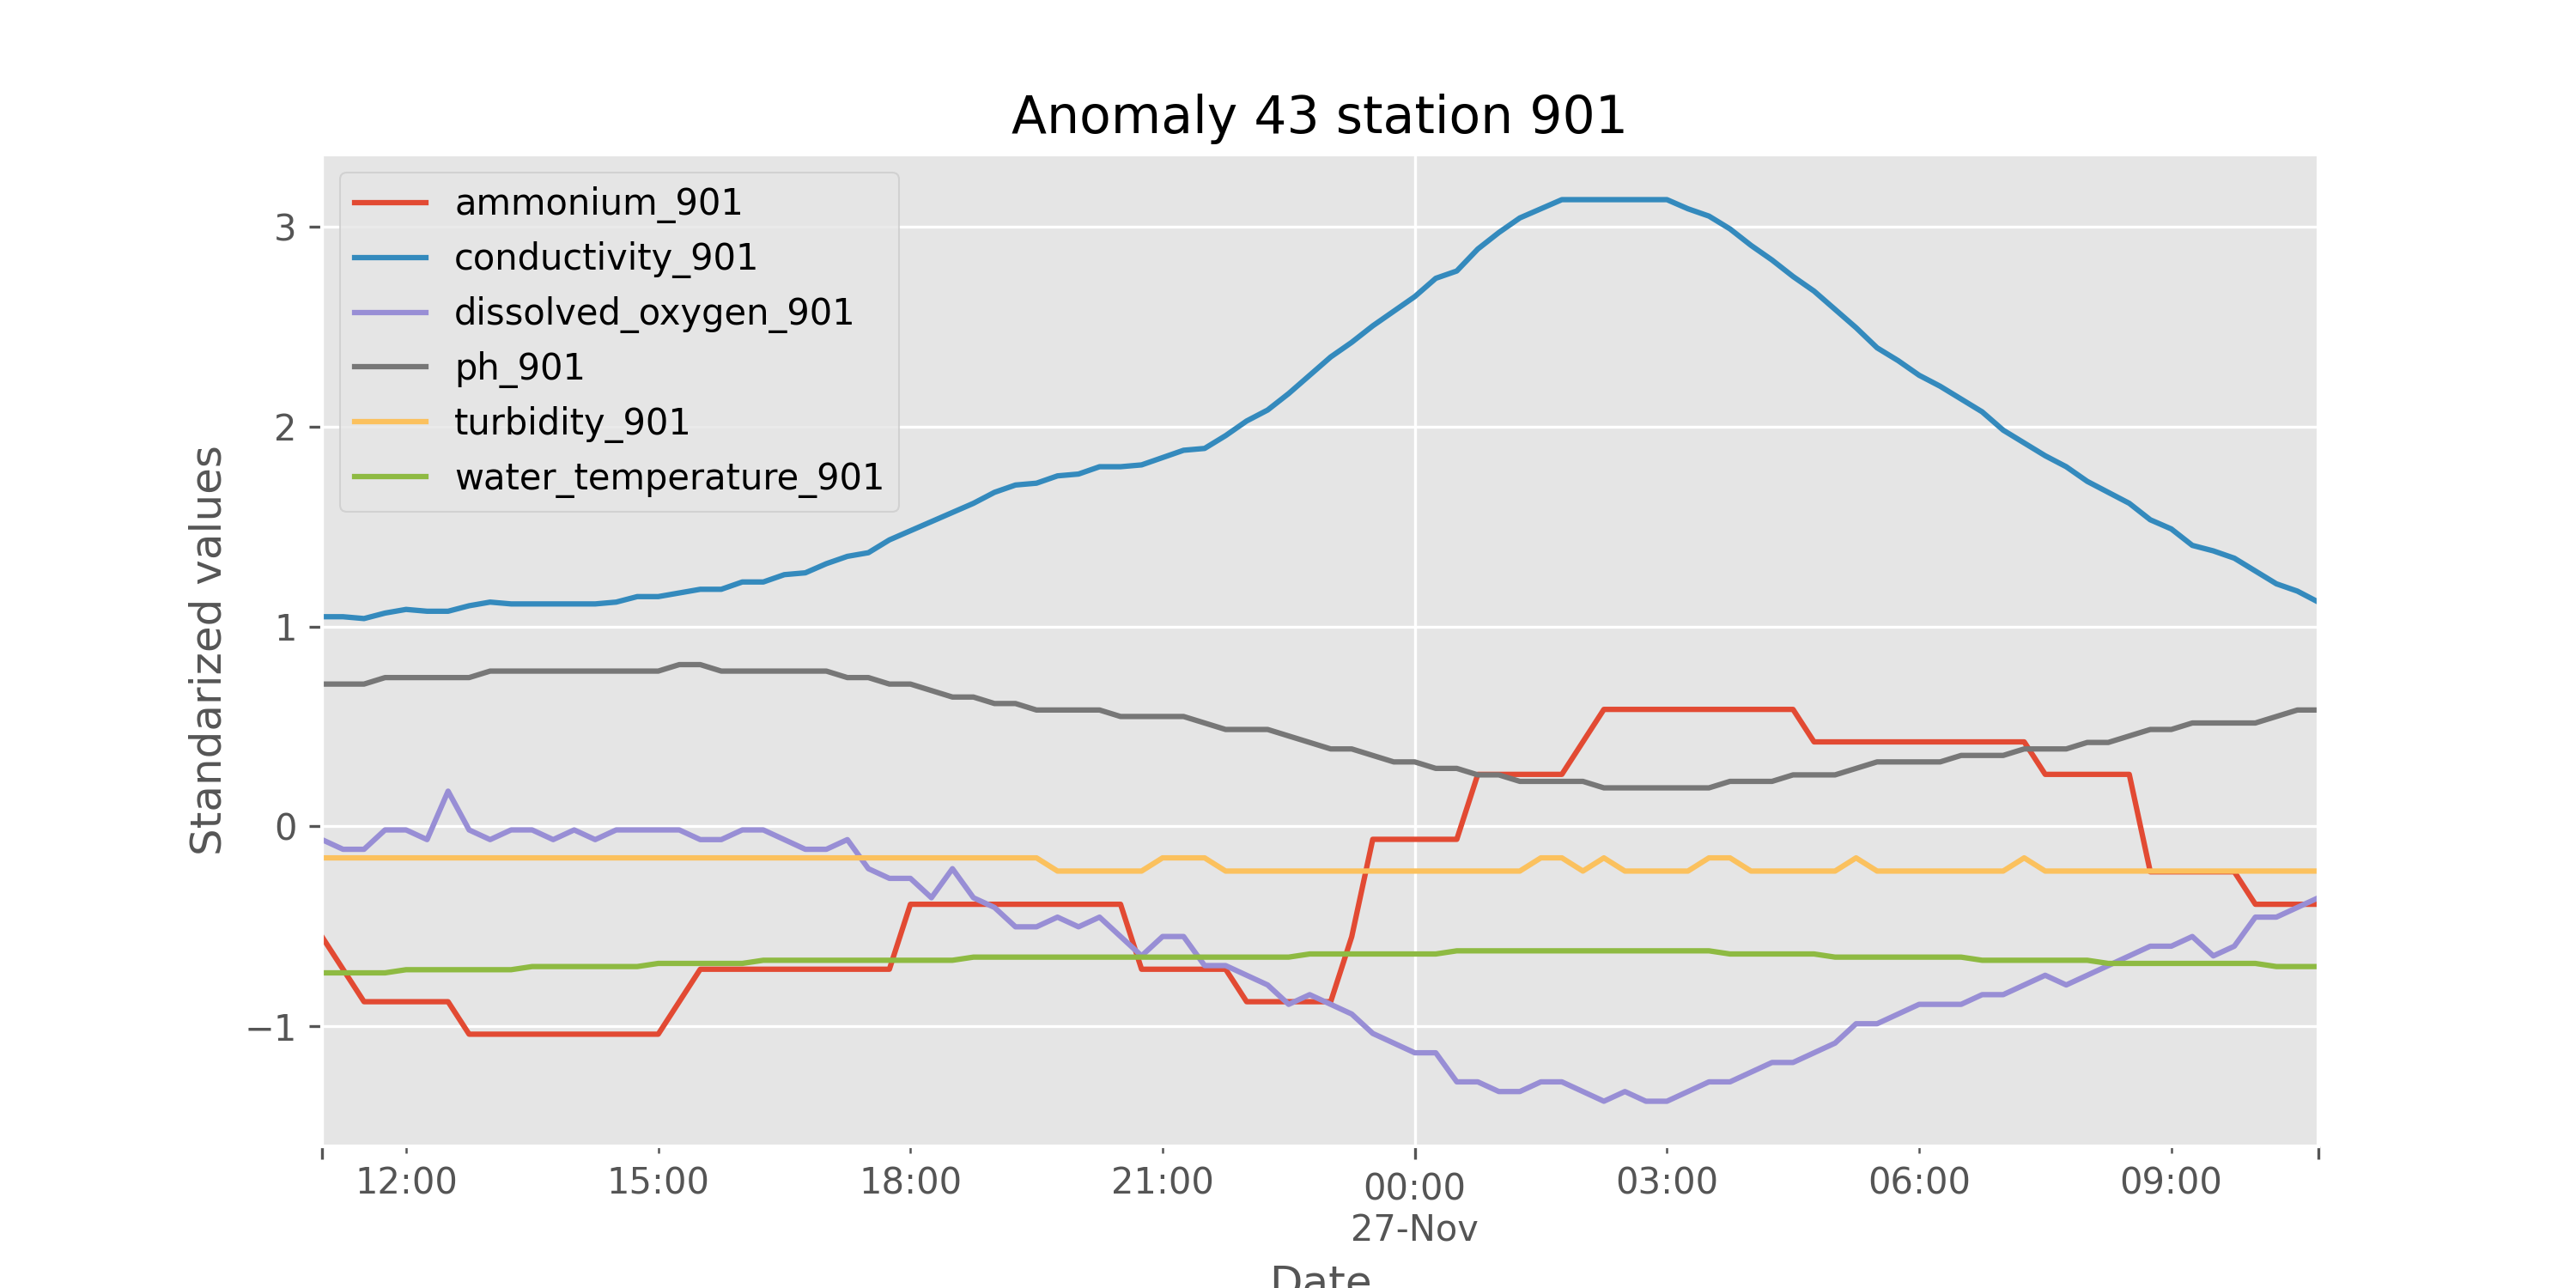 Anomaly 43 station 901
ammonium_901
conductivity_901
dissolved_oxygen_901
ph_901
turbidity_901
water_temperature_901
Standarized values
3
2
1
0
−1
12:00 15:00 18:00 21:00 00:00 03:00 06:00 09:00
27-Nov
Date